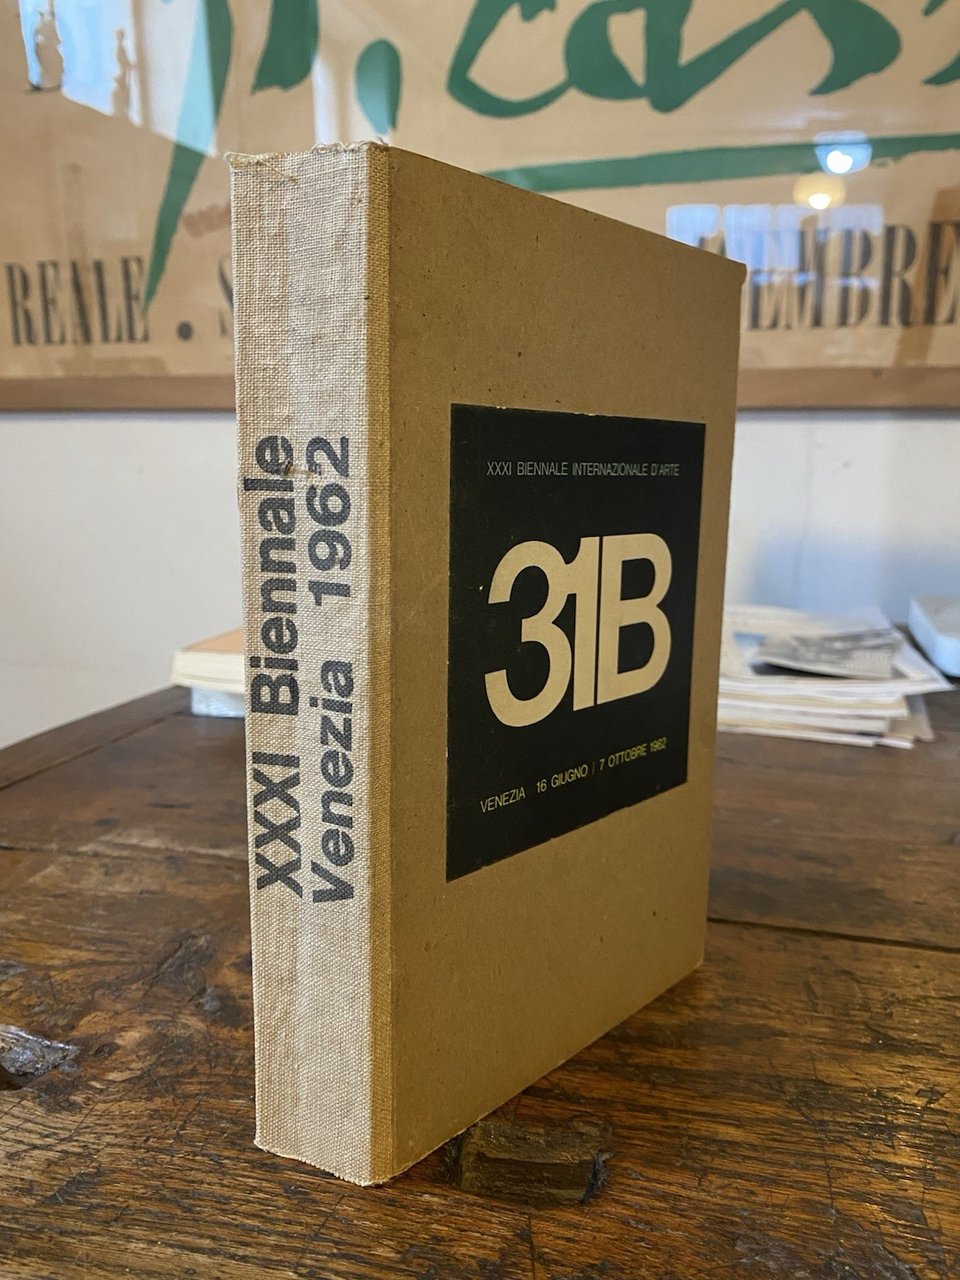 REALE .
EMBRE
XXXI Biennale
Venezia 1962
XXXI BIENNALE INTERNAZIONALE D'ARTE
31B
VENEZIA 16 GIUGNO | 7 OTTOBRE 1962